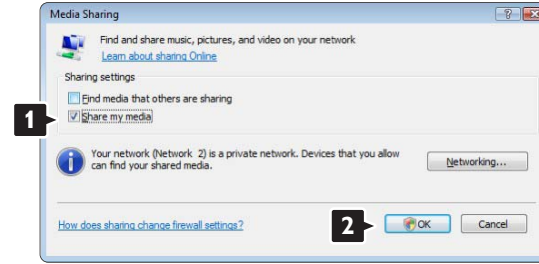 Media Sharing
Find and share music, pictures, and video on your network
Learn about sharing Online
Sharing settings
Find media that others are sharing
1
Share my media
Your network (Network 2) is a private network. Devices that you allow
can find your shared media.
Networking...
How does sharing change firewall settings?
2
OK
Cancel